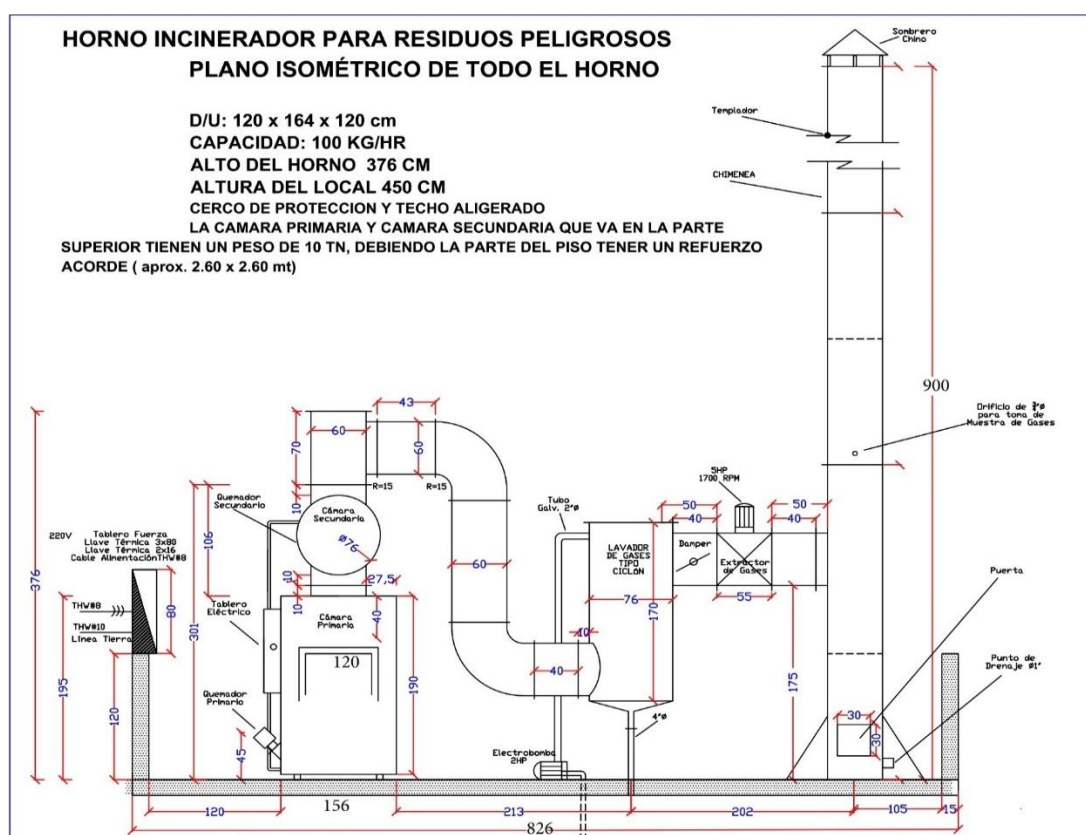 HORNO INCINERADOR PARA RESIDUOS PELIGROSOS
PLANO ISOMÉTRICO DE TODO EL HORNO
D/U: 120 x 164 x 120 cm
CAPACIDAD: 100 KG/HR
ALTO DEL HORNO 376 CM
ALTURA DEL LOCAL 450 CM
CERCO DE PROTECCION Y TECHO ALIGERADO
LA CAMARA PRIMARIA Y CAMARA SECUNDARIA QUE VA EN LA PARTE
SUPERIOR TIENEN UN PESO DE 10 TN, DEBIENDO LA PARTE DEL PISO TENER UN REFUERZO
ACORDE ( aprox. 2.60 x 2.60 mt)
Sombrero
Chino
Templador
CHIMENEA
900
Orificio de ¾"Ø
para toma de
Muestra de Gases
43
60
70
60
R=15
R=15
10
Quemador
Secundario
Cámara
Secundaria
Ø76
106
10
10
27,5
376
301
220V
Tablero Fuerza
Llave Térmica 3x80
Llave Térmica 2x16
Cable AlimentaciónTHW#8
THW#8
THW#10
Línea Tierra
80
195
120
Tablero
Eléctrico
Cámara
Primaria
40
120
190
Quemador
Primario
45
60
40
10
Tubo
Galv. 2"Ø
LAVADOR
DE GASES
TIPO
CICLÓN
76
170
4"Ø
Electrobomba
2HP
5HP
1700 RPM
50
40
50
40
Damper
Extractor
de Gases
55
175
Puerta
30
30
Punto de
Drenaje Ø1"
120
156
213
202
105
15
826